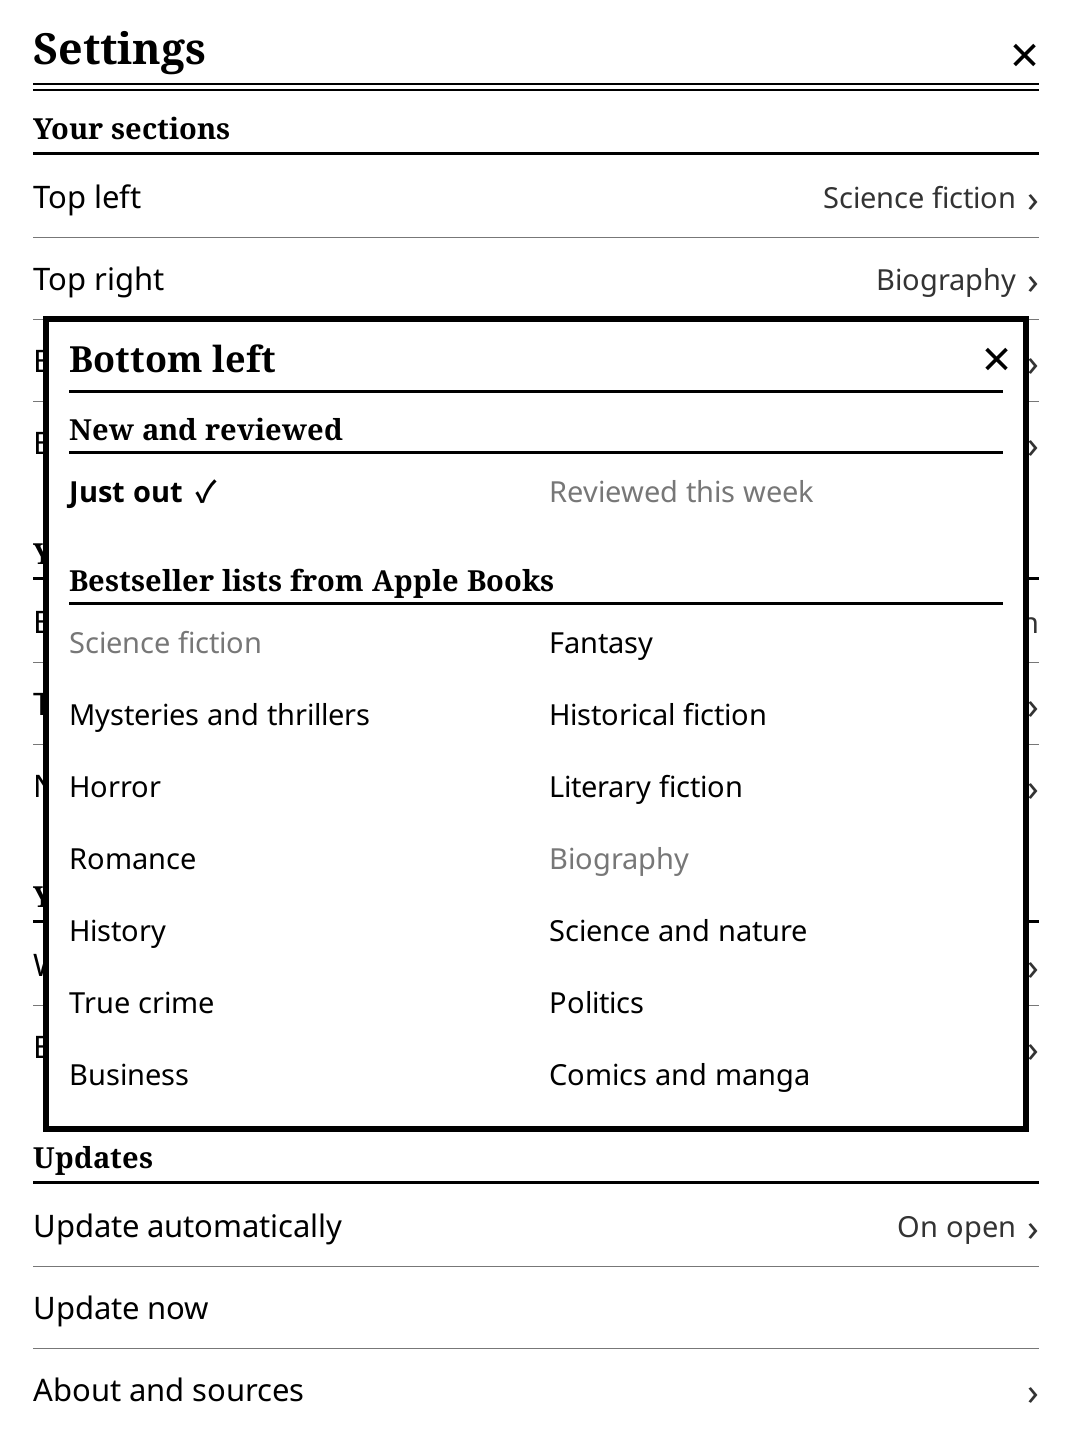 Settings ✕
Your sections
Top left Science fiction ›
Top right Biography ›
Bottom left ✕
New and reviewed
Just out ✓ Reviewed this week
Bestseller lists from Apple Books
Science fiction Fantasy
Mysteries and thrillers Historical fiction
Horror Literary fiction
Romance Biography
History Science and nature
True crime Politics
Business Comics and manga
Updates
Update automatically On open ›
Update now
About and sources ›